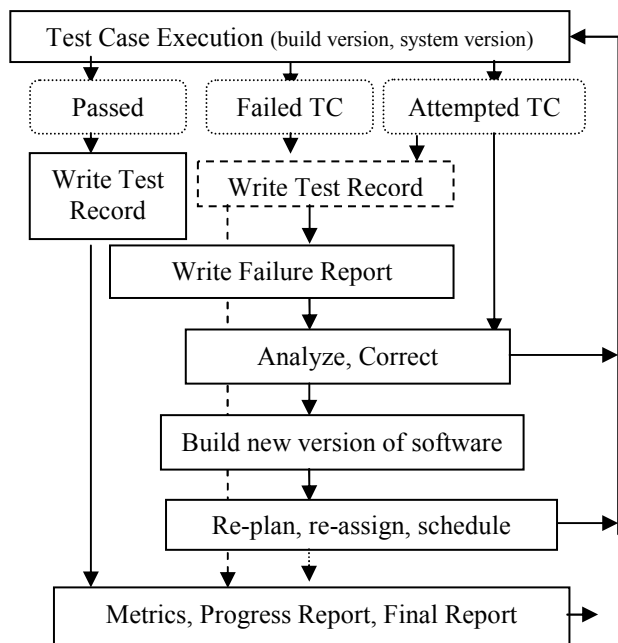 Test Case Execution (build version, system version)
Passed
Failed TC
Attempted TC
Write Test
Record
Write Test Record
Write Failure Report
Analyze, Correct
Build new version of software
Re-plan, re-assign, schedule
Metrics, Progress Report, Final Report